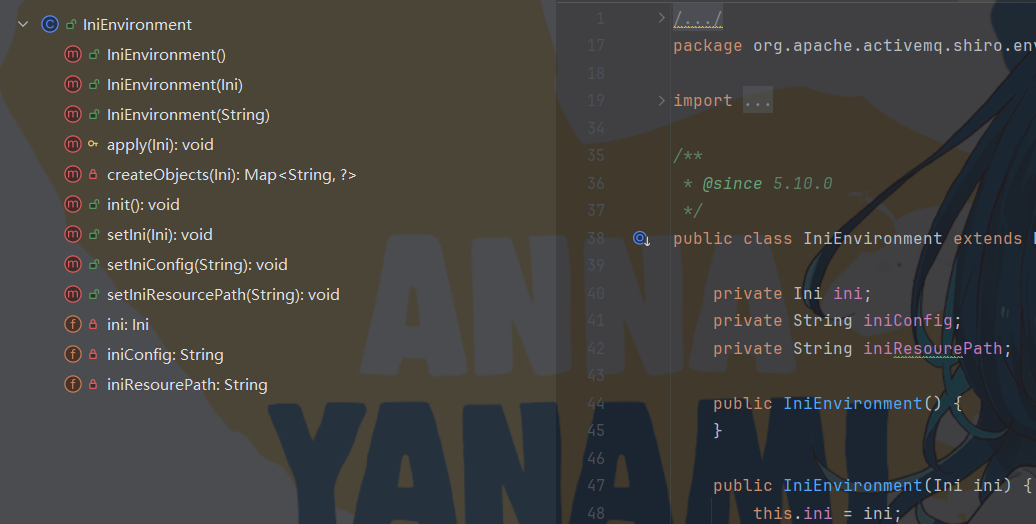 IniEnvironment
IniEnvironment()
IniEnvironment(Ini)
IniEnvironment(String)
apply(Ini): void
createObjects(Ini): Map<String, ?>
init(): void
setIni(Ini): void
setIniConfig(String): void
setIniResourcePath(String): void
ini: Ini
iniConfig: String
iniResourePath: String
ANNA
YANAMI
1 /.../
17 package org.apache.activemq.shiro.env
18
19 import ...
34
35 /**
36 * @since 5.10.0
37 */
38 public class IniEnvironment extends
39
40 private Ini ini;
41 private String iniConfig;
42 private String iniResourePath;
43
44 public IniEnvironment() {
45 }
46
47 public IniEnvironment(Ini ini) {
48 this.ini = ini;